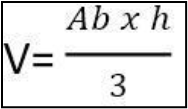 Ab x h
V=
3